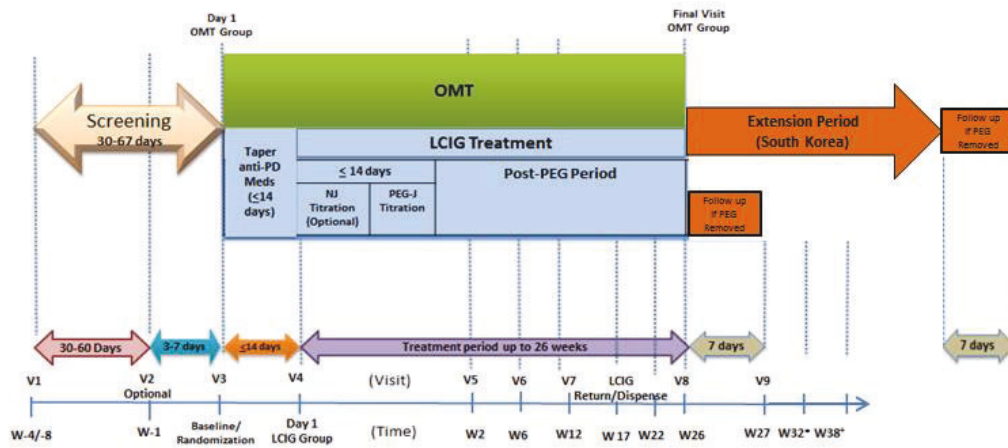 Day 1
OMT Group
Final Visit
OMT Group
OMT
Screening
30-67 days
Extension Period
(South Korea)
Follow up
If PEG
Removed
Taper
anti-PD
Meds
(≤14
days)
LCIG Treatment
≤ 14 days
NJ
Titration
(Optional)
PEG-J
Titration
Post-PEG Period
Follow up
If PEG
Removed
30-60 Days
3-7 days
≤14 days
Treatment period up to 26 weeks
7 days
7 days
V1 V2 V3 V4 (Visit) V5 V6 V7 LCIG V8 V9
Optional Return/Dispense
W-4/-8 W-1 Baseline/
Randomization Day 1
LCIG Group (Time) W2 W6 W12 W 17 W22 W26 W27 W32* W38+